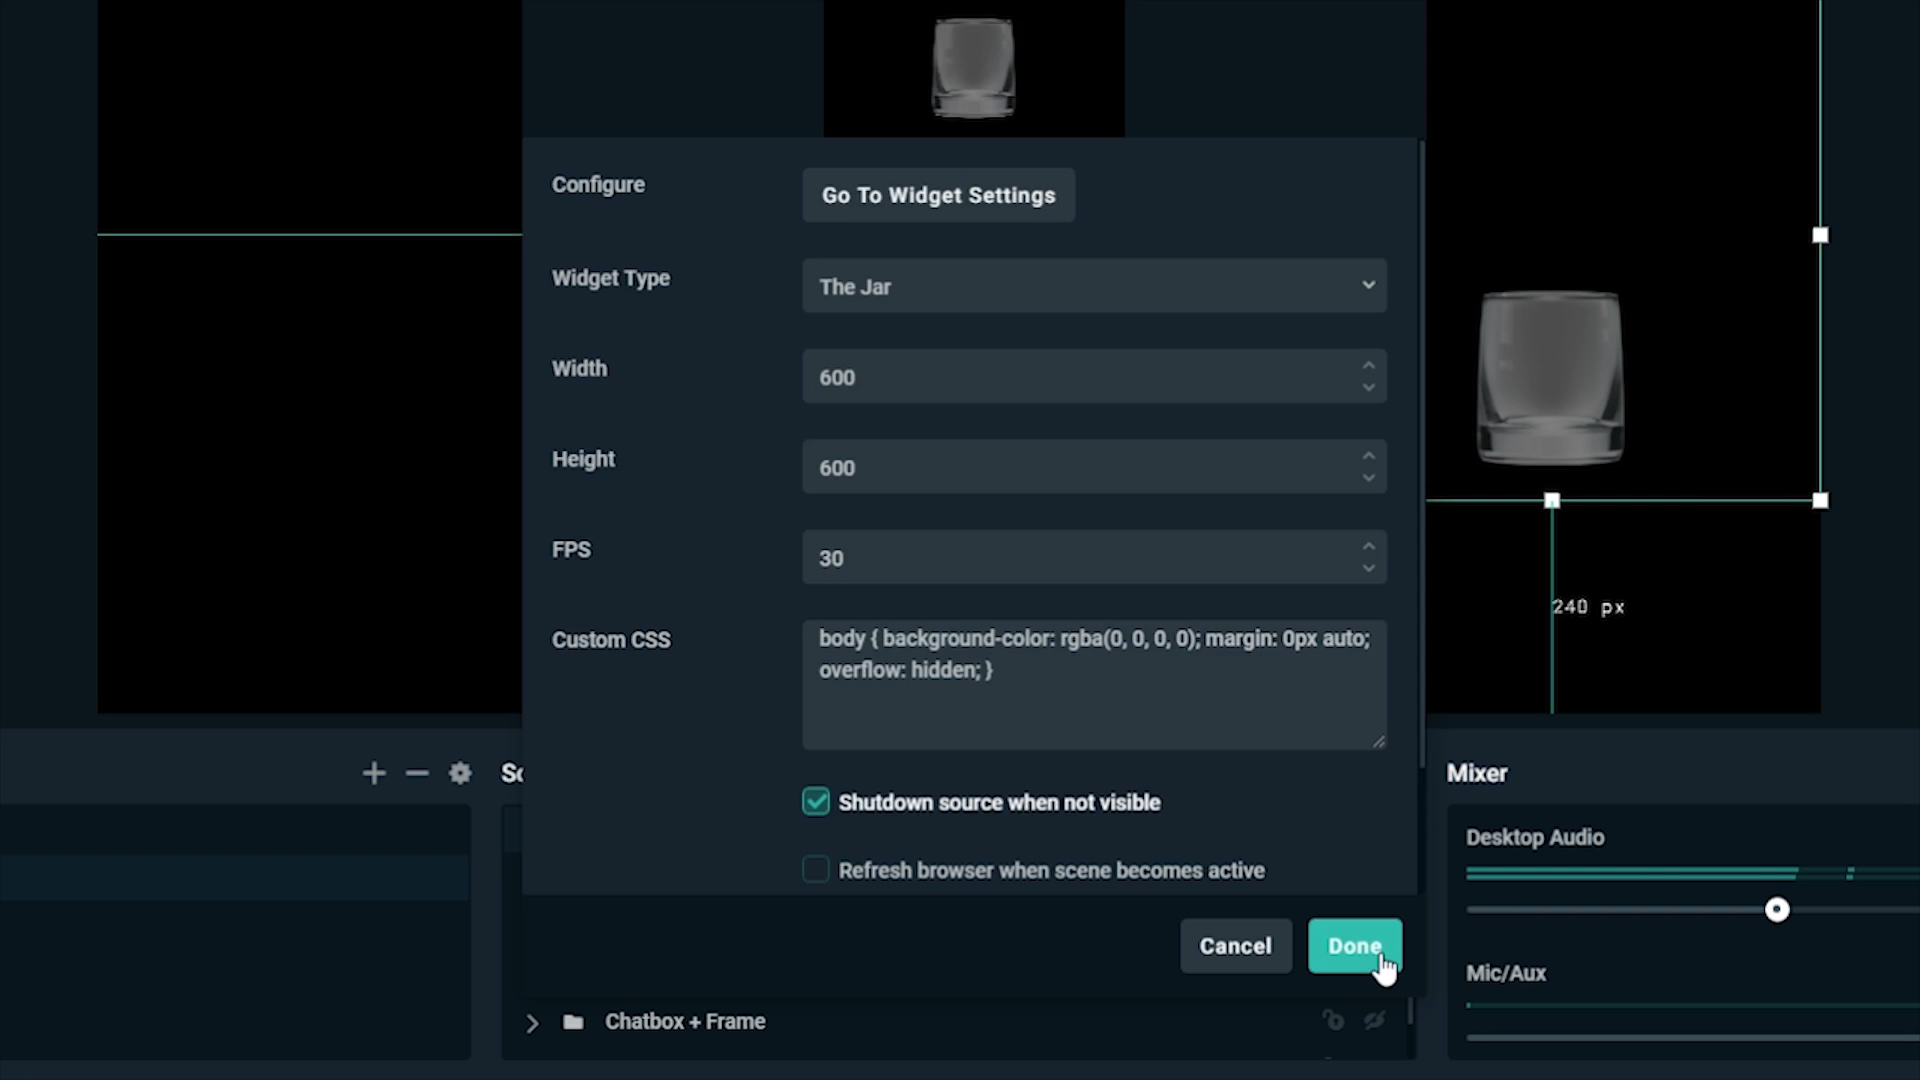 Configure
Go To Widget Settings
Widget Type
The Jar
Width
600
Height
600
FPS
30
Custom CSS
body { background-color: rgba(0, 0, 0, 0); margin: 0px auto;
overflow: hidden; }
Shutdown source when not visible
Refresh browser when scene becomes active
Cancel
Done
240 px
So
Chatbox + Frame
Mixer
Desktop Audio
Mic/Aux